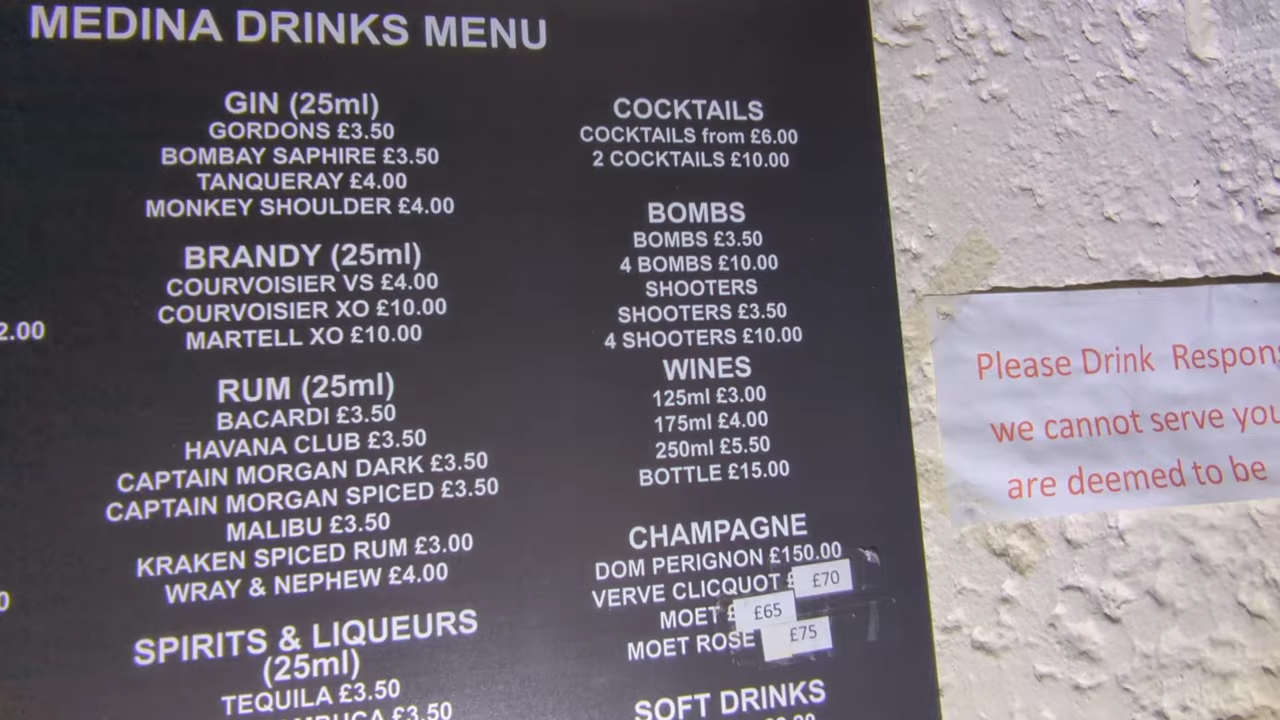 MEDINA DRINKS MENU
2.00
GIN (25ml)
GORDONS £3.50
BOMBAY SAPHIRE £3.50
TANQUERAY £4.00
MONKEY SHOULDER £4.00
BRANDY (25ml)
COURVOISIER VS £4.00
COURVOISIER XO £10.00
MARTELL XO £10.00
RUM (25ml)
BACARDI £3.50
HAVANA CLUB £3.50
CAPTAIN MORGAN DARK £3.50
CAPTAIN MORGAN SPICED £3.50
MALIBU £3.50
KRAKEN SPICED RUM £3.00
WRAY & NEPHEW £4.00
SPIRITS & LIQUEURS
(25ml)
TEQUILA £3.50
£3.50
COCKTAILS
COCKTAILS from £6.00
2 COCKTAILS £10.00
BOMBS
BOMBS £3.50
4 BOMBS £10.00
SHOOTERS
SHOOTERS £3.50
4 SHOOTERS £10.00
WINES
125ml £3.00
175ml £4.00
250ml £5.50
BOTTLE £15.00
CHAMPAGNE
DOM PERIGNON £150.00
VERVE CLICQUOT £70
MOET £ £65
MOET ROSE £75
SOFT DRINKS
Please Drink Respons
we cannot serve you
are deemed to be